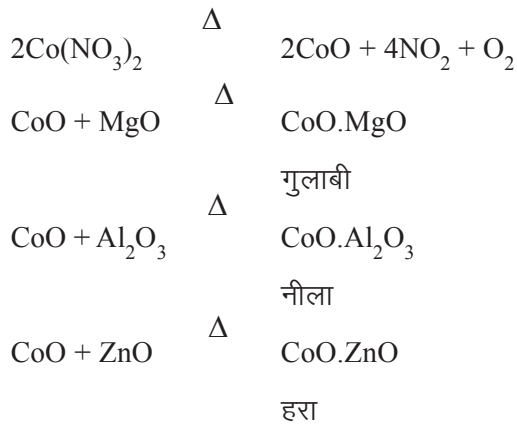 Δ
2Co(NO₃)₂ 2CoO + 4NO₂ + O₂
Δ
CoO + MgO CoO.MgO
गुलाबी
Δ
CoO + Al₂O₃ CoO.Al₂O₃
नीला
Δ
CoO + ZnO CoO.ZnO
हरा